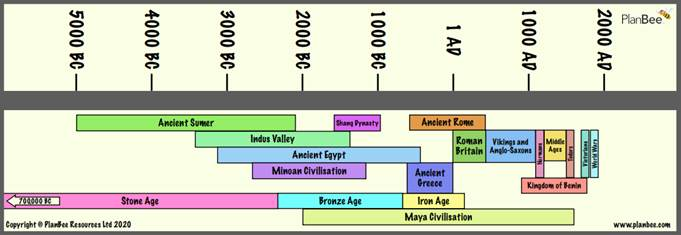 5000 BC
4000 BC
3000 BC
2000 BC
1000 BC
1 AD
1000 AD
2000 AD
PlanBee
Ancient Sumer
Shang Dynasty
Ancient Rome
Indus Valley
Roman
Britain
Vikings and
Anglo-Saxons
Normans
Middle
Ages
Tudors
Victorians
World Wars
Ancient Egypt
Minoan Civilisation
Ancient
Greece
Kingdom of Benin
700,000 BC
Stone Age
Bronze Age
Iron Age
Maya Civilisation
Copyright © PlanBee Resources Ltd 2020
www.planbee.com